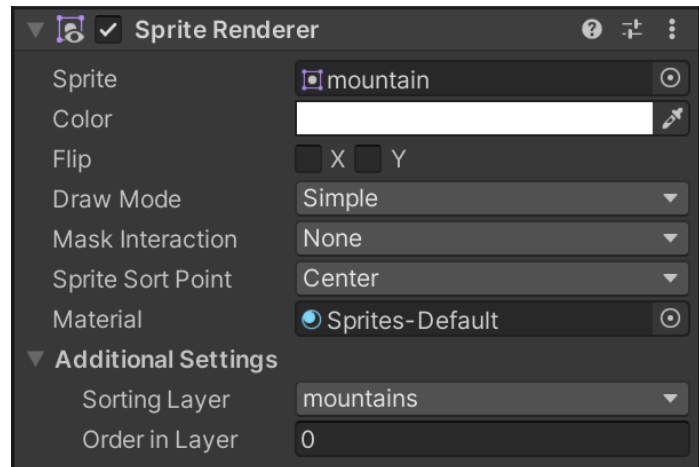 Sprite Renderer
Sprite mountain
Color
Flip X Y
Draw Mode Simple
Mask Interaction None
Sprite Sort Point Center
Material Sprites-Default
Additional Settings
Sorting Layer mountains
Order in Layer 0